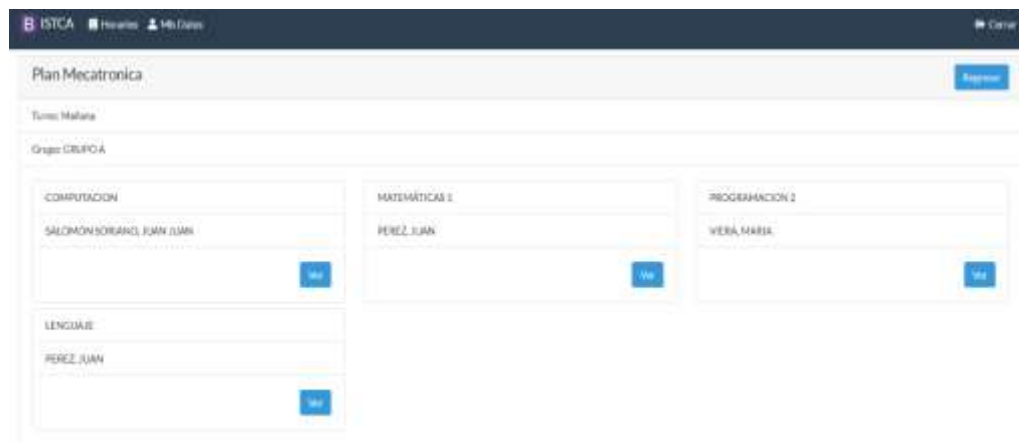 B ISTCA Horarios Mis Datos Cerrar
Plan Mecatronica Regresar
Turno: Mañana
Grupo: GRUPO A
COMPUTACION MATEMÁTICAS 1 PROGRAMACION 2
SALOMÓN SORIANO, JUAN JUAN PEREZ, JUAN VIERA, MARIA
Ver Ver Ver
LENGUAJE
PEREZ, JUAN
Ver